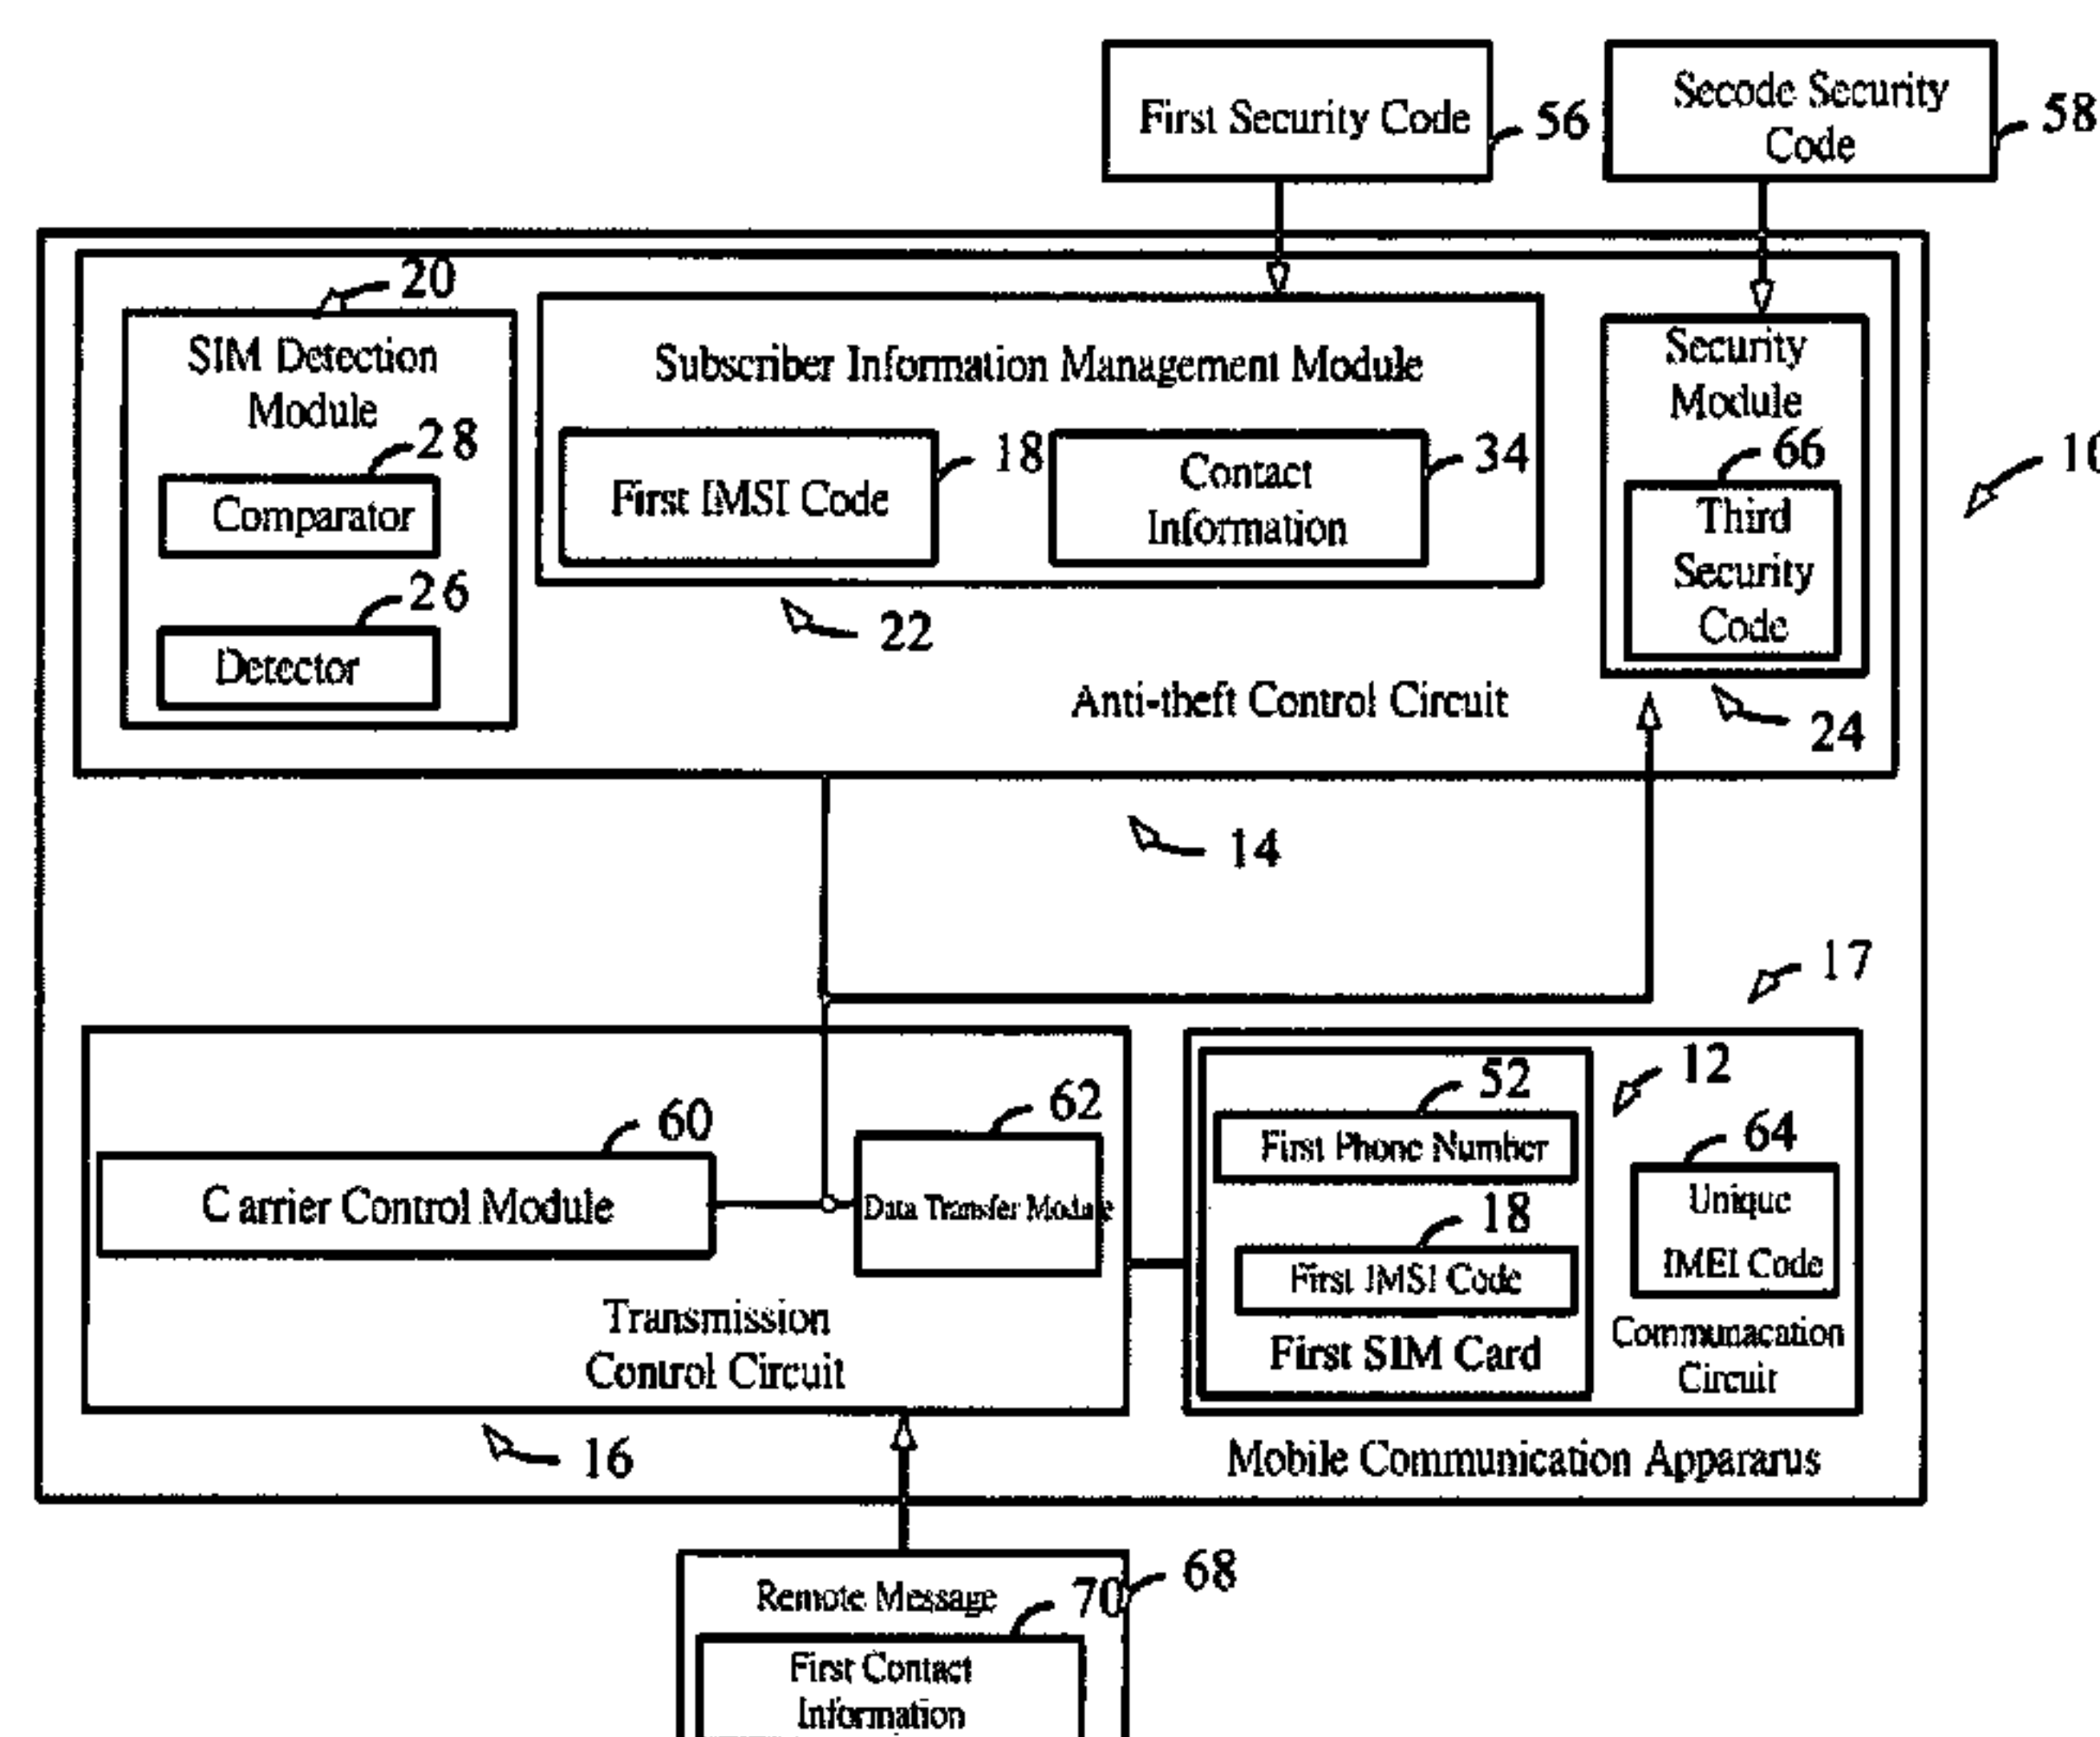 First Security Code
56
Secode Security
Code
58
20
SIM Detection
Module
28
Comparator
26
Detector
Subscriber Information Management Module
First IMSI Code
18
Contact
Information
34
22
Security
Module
66
Third
Security
Code
24
10
Anti-theft Control Circuit
14
17
60
Carrier Control Module
62
Data Transfer Module
Transmission
Control Circuit
16
52
First Phone Number
18
First IMSI Code
First SIM Card
12
64
Unique
IMEI Code
Communacation
Circuit
Mobile Communication Appararus
Remote Message
68
70
First Contact
Information